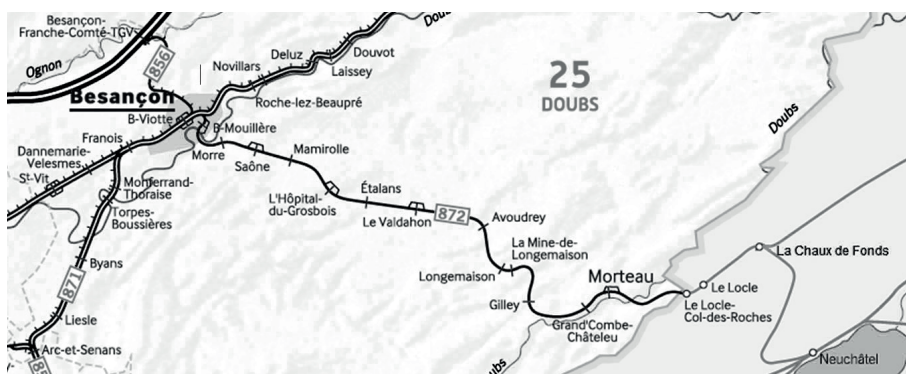 Besançon-
Franche-Comté-TGV
Doubs
Ognon
856
Novillars
Deluz
Douvot
Laissey
25
DOUBS
Besançon
Roche-lez-Beaupré
B-Viotte
B-Mouillère
Doubs
Franois
Dannemarie-
Velesmes
St-Vit
Morre
Saône
Mamirolle
Montferrand-
Thoraise
Torpes-
Boussières
L'Hôpital-
du-Grosbois
Étalans
Le Valdahon
872
Avoudrey
La Mine-de-
Longemaison
Longemaison
La Chaux de Fonds
Byans
871
Morteau
Le Locle
Le Locle-
Col-des-Roches
Gilley
Grand'Combe-
Châteleu
Liesle
Arc-et-Senans
Neuchâtel